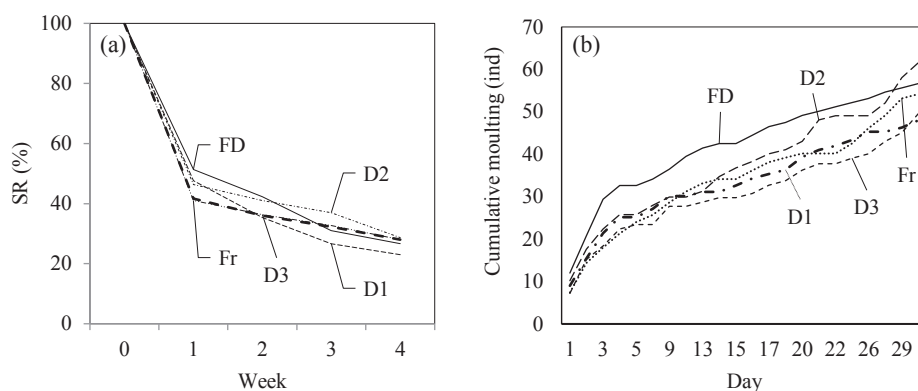 (a)
SR (%)
100
80
60
40
20
0
FD
D2
Fr
D3
D1
0 1 2 3 4
Week
(b)
Cumulative moulting (ind)
70
60
50
40
30
20
10
0
FD
D2
D1
D3
Fr
1 3 5 9 13 15 17 20 22 26 29
Day